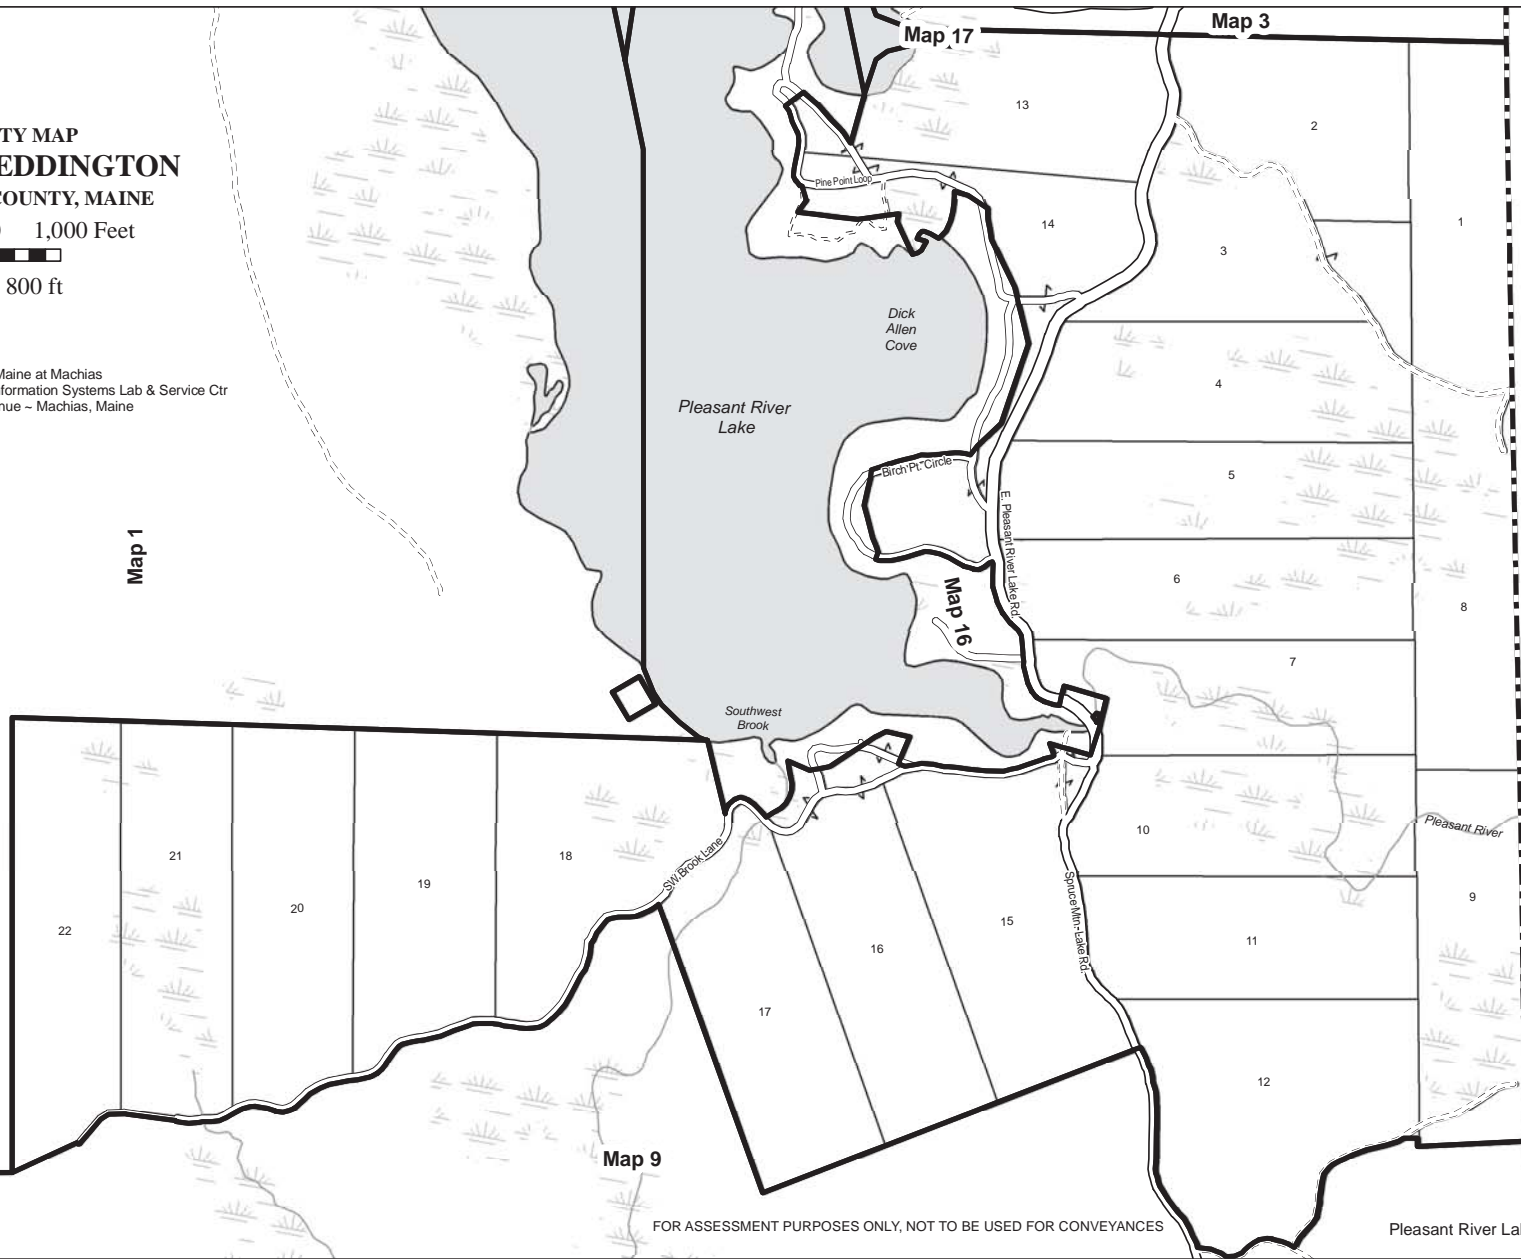 Map 17
Map 3
TY MAP
EDDINGTON
COUNTY, MAINE
1,000 Feet
800 ft
Maine at Machias
nformation Systems Lab & Service Ctr
nue ~ Machias, Maine
13
2
1
Pine Point Loop
14
3
Dick
Allen
Cove
4
Pleasant River
Lake
Birch Pt. Circle
5
E. Pleasant River Lake Rd.
Map 1
6
Map 16
8
7
Southwest
Brook
10
Pleasant River
SW. Brook Lane
Spruce Mtn. Lake Rd.
21
18
19
20
22
9
15
11
16
17
12
Map 9
FOR ASSESSMENT PURPOSES ONLY, NOT TO BE USED FOR CONVEYANCES
Pleasant River La